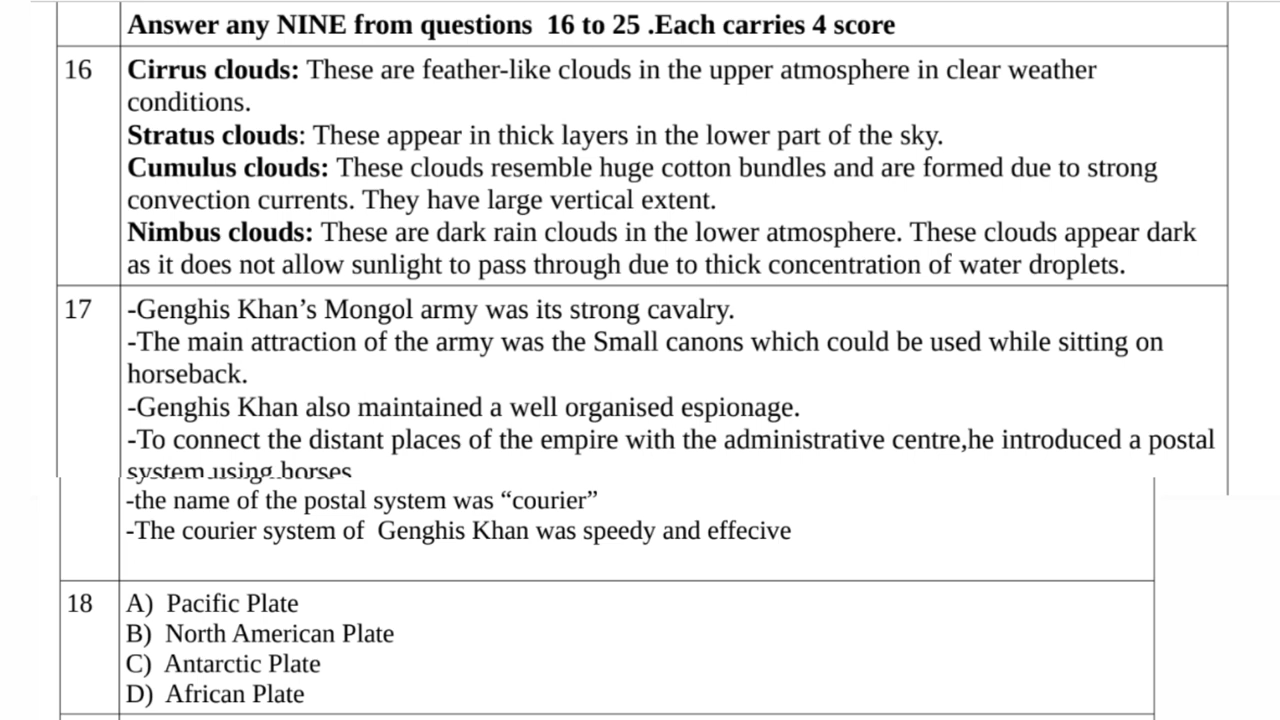 Answer any NINE from questions 16 to 25 .Each carries 4 score
16 Cirrus clouds: These are feather-like clouds in the upper atmosphere in clear weather
conditions.
Stratus clouds: These appear in thick layers in the lower part of the sky.
Cumulus clouds: These clouds resemble huge cotton bundles and are formed due to strong
convection currents. They have large vertical extent.
Nimbus clouds: These are dark rain clouds in the lower atmosphere. These clouds appear dark
as it does not allow sunlight to pass through due to thick concentration of water droplets.
17 -Genghis Khan’s Mongol army was its strong cavalry.
-The main attraction of the army was the Small canons which could be used while sitting on
horseback.
-Genghis Khan also maintained a well organised espionage.
-To connect the distant places of the empire with the administrative centre,he introduced a postal
system using horses
-the name of the postal system was “courier”
-The courier system of Genghis Khan was speedy and effecive
18 A) Pacific Plate
B) North American Plate
C) Antarctic Plate
D) African Plate